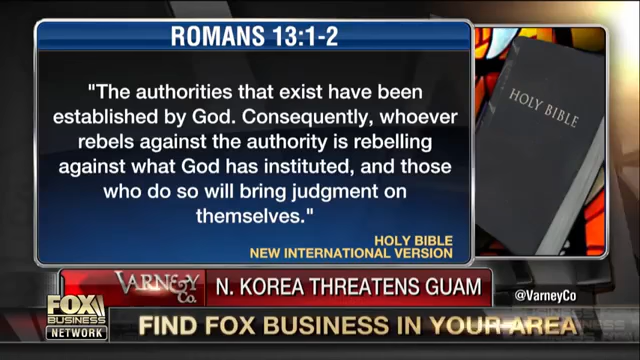 ROMANS 13:1-2
"The authorities that exist have been
established by God. Consequently, whoever
rebels against the authority is rebelling
against what God has instituted, and those
who do so will bring judgment on
themselves."
HOLY BIBLE
NEW INTERNATIONAL VERSION
HOLY BIBLE
VARNEY
& Co.
N. KOREA THREATENS GUAM
@VarneyCo
FOX
BUSINESS
NETWORK
FIND FOX BUSINESS IN YOUR AREA